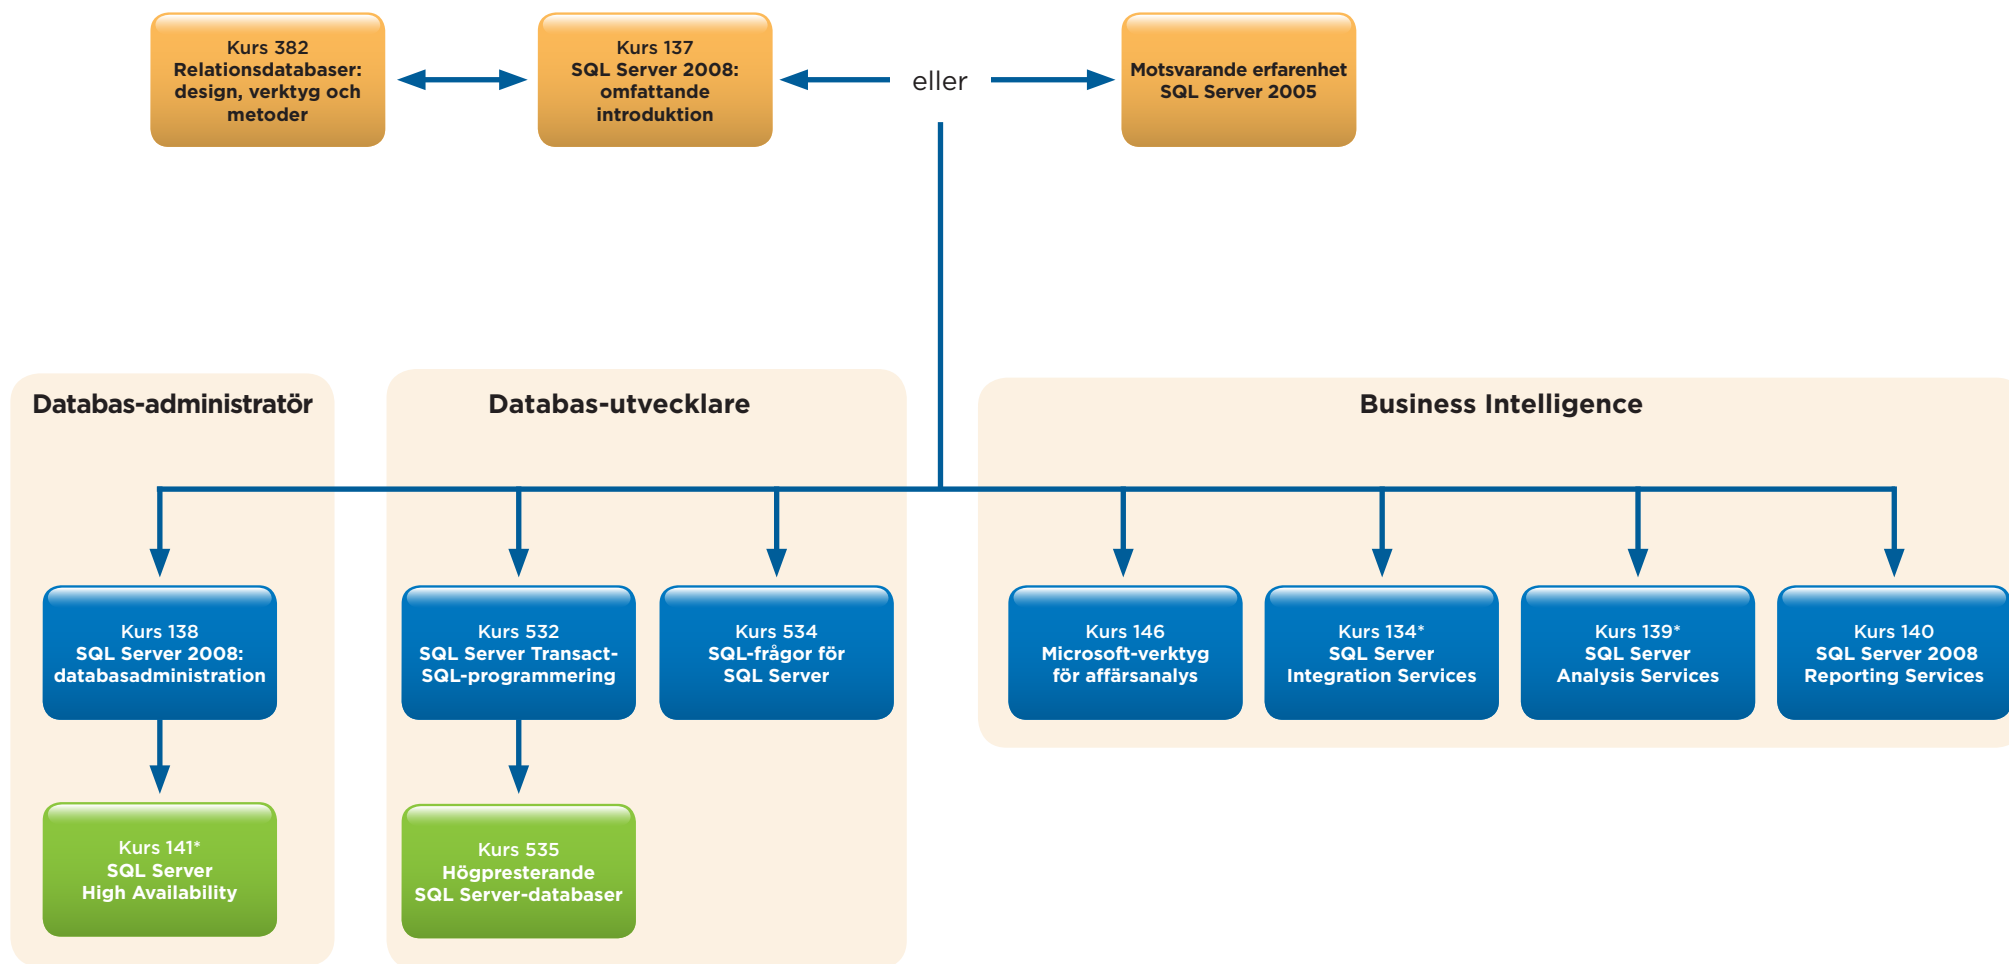 Kurs 382
Relationsdatabaser:
design, verktyg och
metoder
Kurs 137
SQL Server 2008:
omfattande
introduktion
eller
Motsvarande erfarenhet
SQL Server 2005
Databas-administratör
Databas-utvecklare
Business Intelligence
Kurs 138
SQL Server 2008:
databasadministration
Kurs 532
SQL Server Transact-
SQL-programmering
Kurs 534
SQL-frågor för
SQL Server
Kurs 146
Microsoft-verktyg
för affärsanalys
Kurs 134*
SQL Server
Integration Services
Kurs 139*
SQL Server
Analysis Services
Kurs 140
SQL Server 2008
Reporting Services
Kurs 141*
SQL Server
High Availability
Kurs 535
Högpresterande
SQL Server-databaser